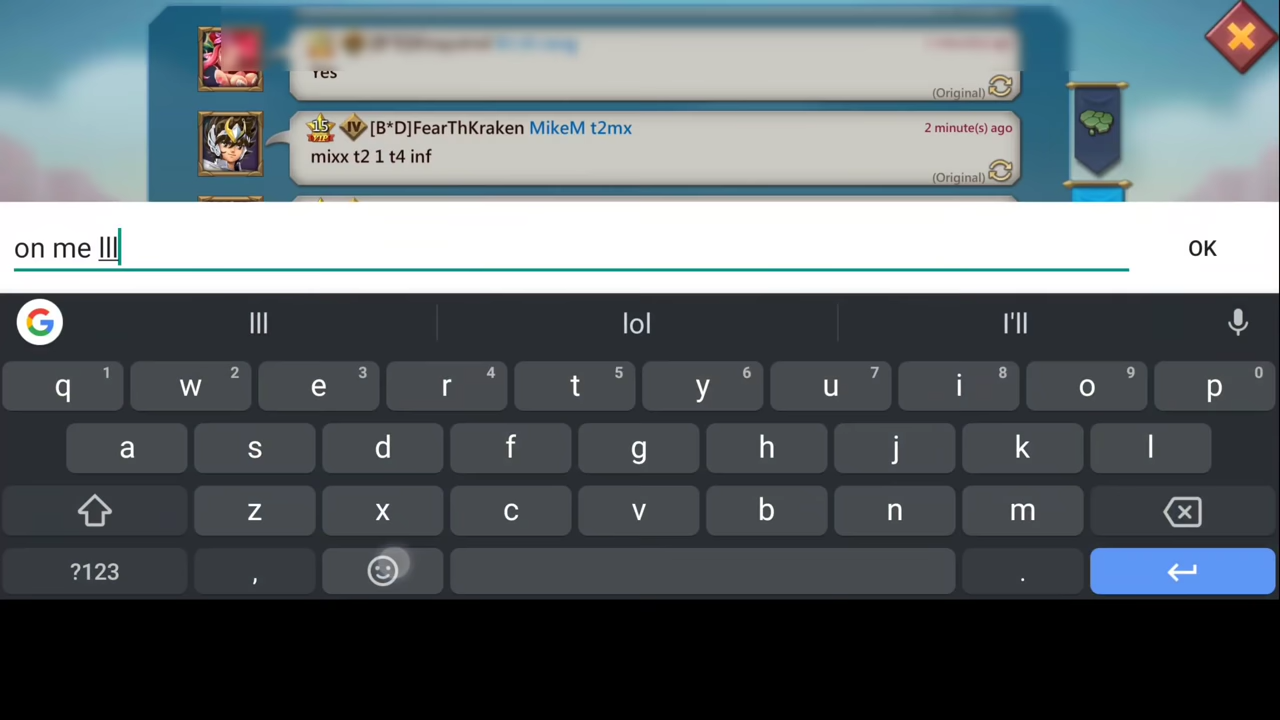 Yes
(Original)
15 IV [B*D]FearThKraken MikeM t2mx 2 minute(s) ago
mixx t2 1 t4 inf
(Original)
on me lll OK
G lll lol I'll
q 1 w 2 e 3 r 4 t 5 y 6 u 7 i 8 o 9 p 0
a s d f g h j k l
z x c v b n m
?123 , .